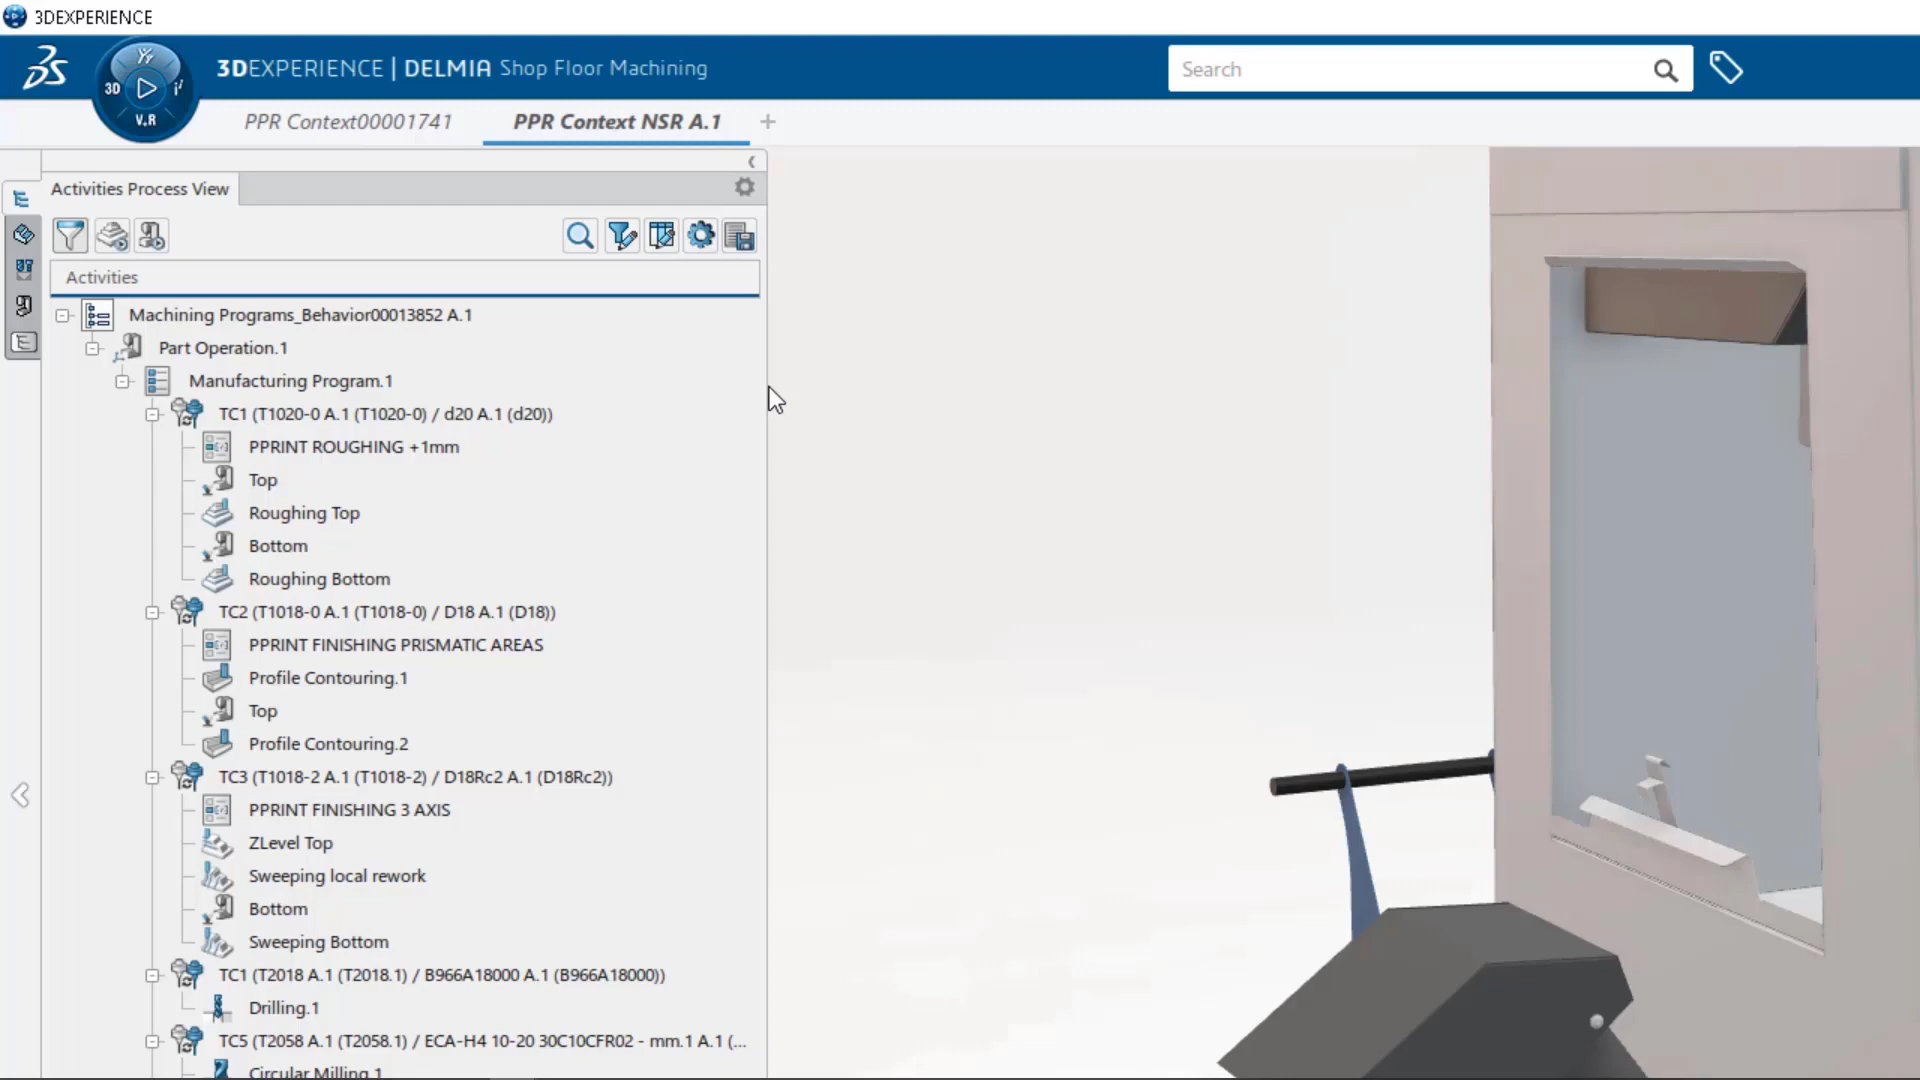 3DEXPERIENCE
3DEXPERIENCE | DELMIA Shop Floor Machining
Search
3D
V.R
PPR Context00001741
PPR Context NSR A.1
Activities Process View
Activities
Machining Programs_Behavior00013852 A.1
Part Operation.1
Manufacturing Program.1
TC1 (T1020-0 A.1 (T1020-0) / d20 A.1 (d20))
PPRINT ROUGHING +1mm
Top
Roughing Top
Bottom
Roughing Bottom
TC2 (T1018-0 A.1 (T1018-0) / D18 A.1 (D18))
PPRINT FINISHING PRISMATIC AREAS
Profile Contouring.1
Top
Profile Contouring.2
TC3 (T1018-2 A.1 (T1018-2) / D18Rc2 A.1 (D18Rc2))
PPRINT FINISHING 3 AXIS
ZLevel Top
Sweeping local rework
Bottom
Sweeping Bottom
TC1 (T2018 A.1 (T2018.1) / B966A18000 A.1 (B966A18000))
Drilling.1
TC5 (T2058 A.1 (T2058.1) / ECA-H4 10-20 30C10CFR02 - mm.1 A.1 (...
Circular Milling.1